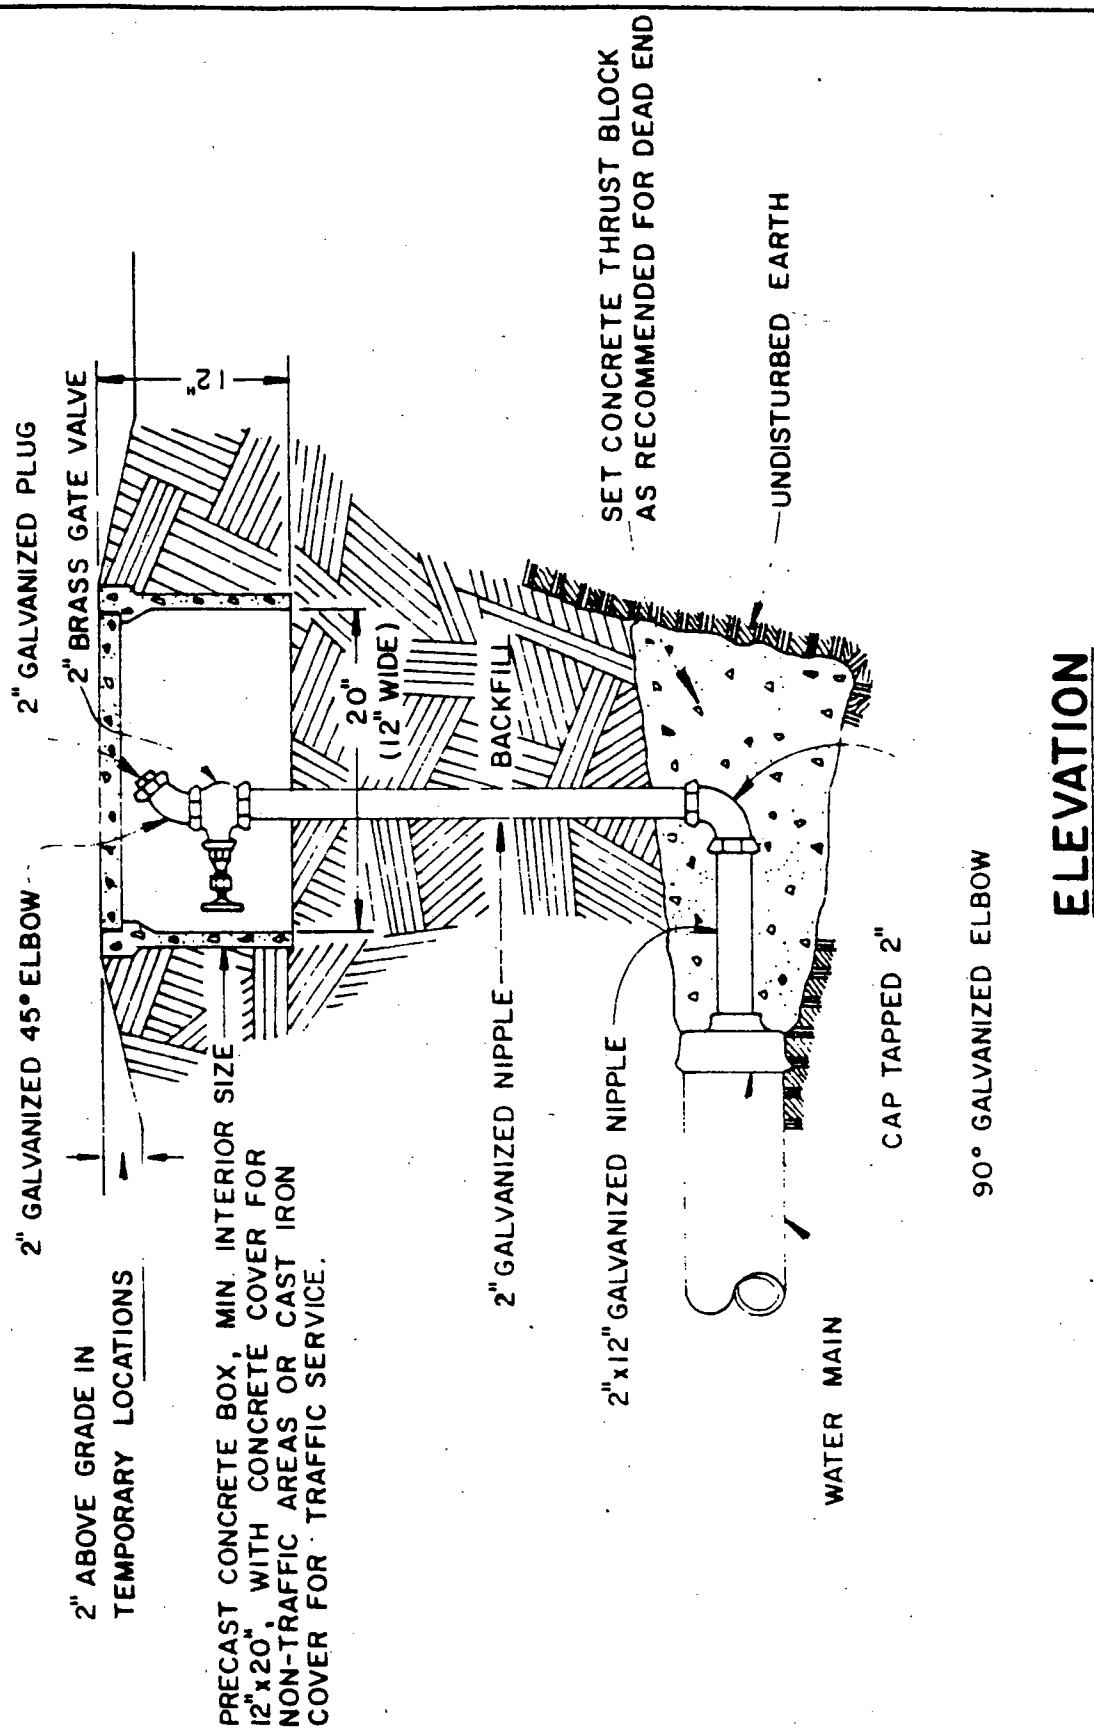 2" GALVANIZED PLUG
2" BRASS GATE VALVE
2" GALVANIZED 45° ELBOW
2" ABOVE GRADE IN
TEMPORARY LOCATIONS
12"
PRECAST CONCRETE BOX, MIN. INTERIOR SIZE
12"x20", WITH CONCRETE COVER FOR
NON-TRAFFIC AREAS OR CAST IRON
COVER FOR TRAFFIC SERVICE.
20"
(12" WIDE)
BACKFILL
2" GALVANIZED NIPPLE
2"x12" GALVANIZED NIPPLE
SET CONCRETE THRUST BLOCK
AS RECOMMENDED FOR DEAD END
UNDISTURBED EARTH
WATER MAIN
CAP TAPPED 2"
90° GALVANIZED ELBOW
ELEVATION